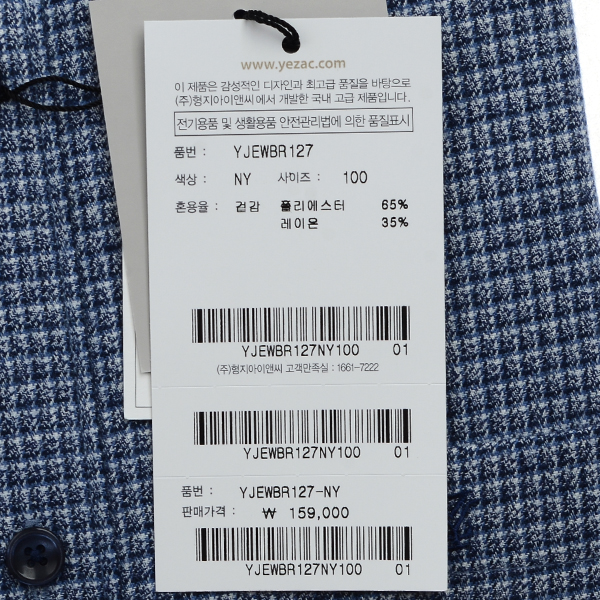 www.yezac.com
이 제품은 감성적인 디자인과 최고급 품질을 바탕으로
(주)형지아이앤씨에서 개발한 국내 고급 제품입니다.
전기용품 및 생활용품 안전관리법에 의한 품질표시
품번 : YJEWBR127
색상 : NY 사이즈 : 100
혼용율 : 겉감 폴리에스터 65%
레이온 35%
YJEWBR127NY100 01
(주)형지아이앤씨 고객만족실 : 1661-7222
YJEWBR127NY100 01
품번 : YJEWBR127-NY
판매가격 : ₩ 159,000
YJEWBR127NY100 01